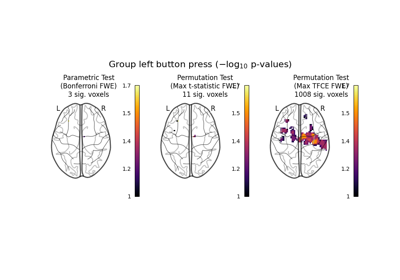 Group left button press (−log₁₀ p-values)
Parametric Test
(Bonferroni FWE)
3 sig. voxels
Permutation Test
(Max t-statistic FWE)
11 sig. voxels
Permutation Test
(Max TFCE FWE)
1008 sig. voxels
L R
1.7
1.5
1.4
1.2
1
L R
1.7
1.5
1.4
1.2
1
L R
1.7
1.5
1.4
1.2
1